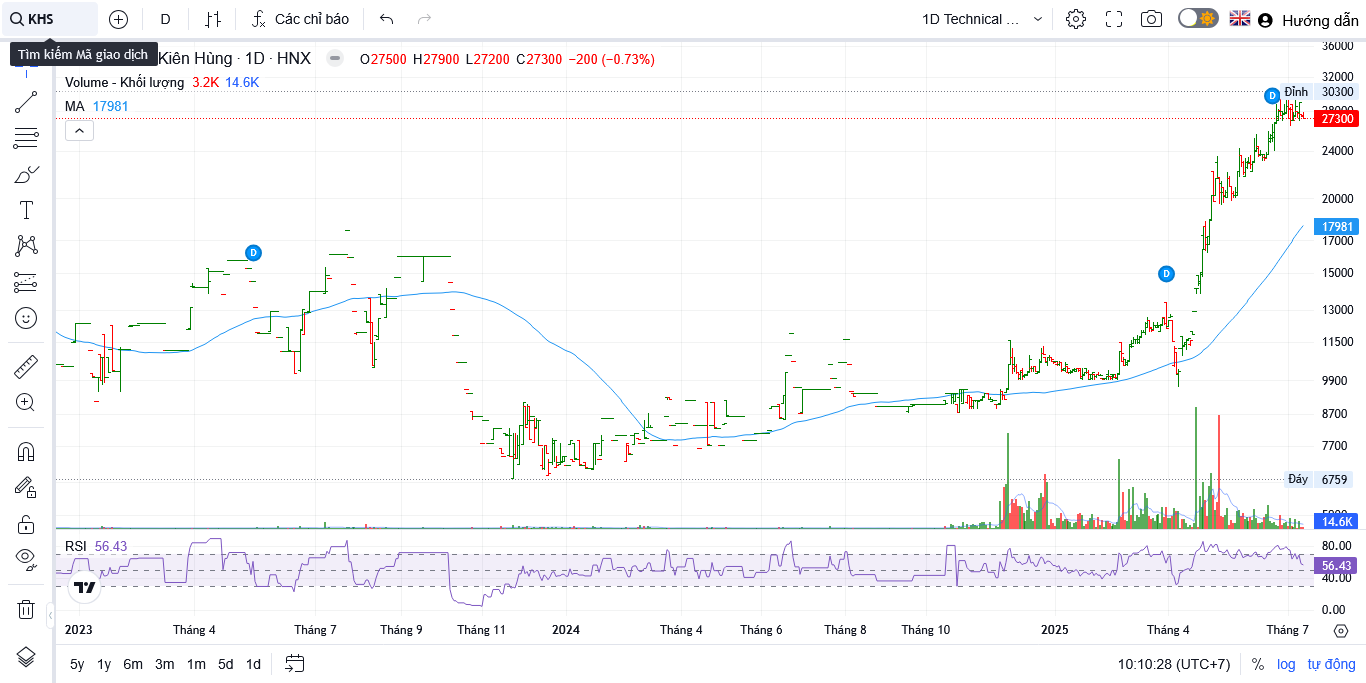 KHS
D
Các chỉ báo
1D Technical ...
Hướng dẫn
Tìm kiếm Mã giao dịch
Kiên Hùng · 1D · HNX
O27500 H27900 L27200 C27300 −200 (−0.73%)
Volume - Khối lượng 3.2K 14.6K
MA 17981
36000
32000
Đỉnh 30300
28000
27300
24000
20000
17981
17000
15000
13000
11500
9900
8700
7700
Đáy 6759
14.6K
D
D
D
RSI 56.43
80.00
56.43
40.00
0.00
2023 Tháng 4 Tháng 7 Tháng 9 Tháng 11 2024 Tháng 4 Tháng 6 Tháng 8 Tháng 10 2025 Tháng 4 Tháng 7
5y 1y 6m 3m 1m 5d 1d
10:10:28 (UTC+7) % log tự động